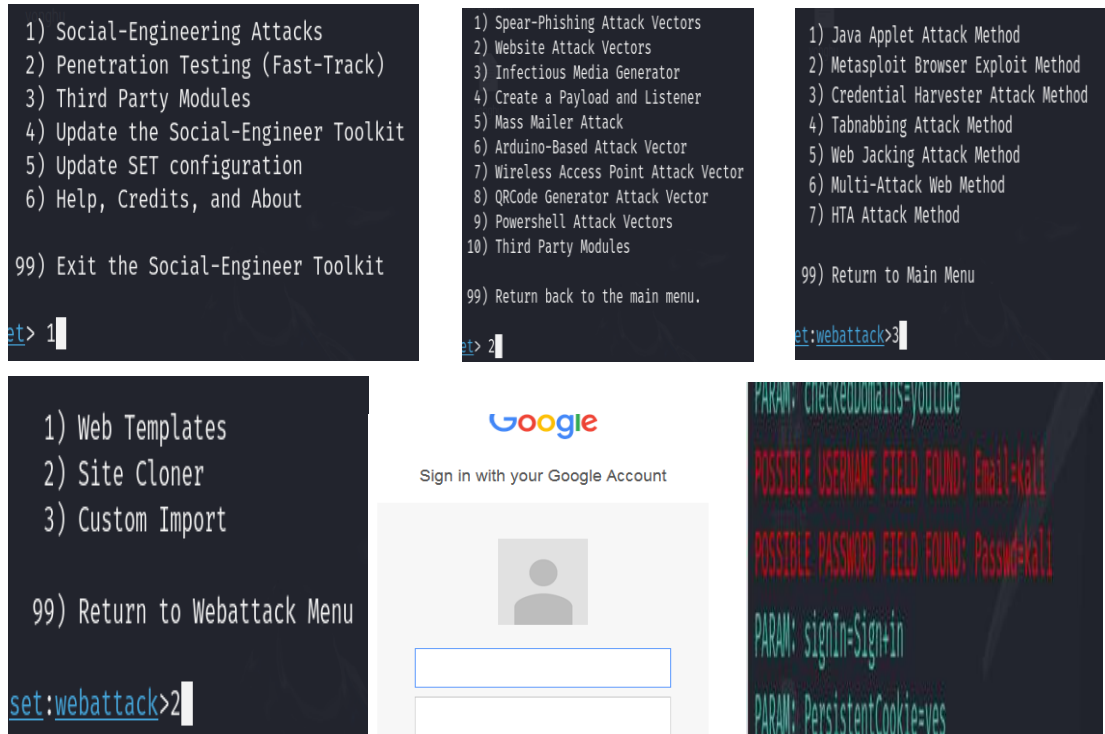 1) Social-Engineering Attacks
2) Penetration Testing (Fast-Track)
3) Third Party Modules
4) Update the Social-Engineer Toolkit
5) Update SET configuration
6) Help, Credits, and About
99) Exit the Social-Engineer Toolkit
et> 1
1) Spear-Phishing Attack Vectors
2) Website Attack Vectors
3) Infectious Media Generator
4) Create a Payload and Listener
5) Mass Mailer Attack
6) Arduino-Based Attack Vector
7) Wireless Access Point Attack Vector
8) QRCode Generator Attack Vector
9) Powershell Attack Vectors
10) Third Party Modules
99) Return back to the main menu.
et> 2
1) Java Applet Attack Method
2) Metasploit Browser Exploit Method
3) Credential Harvester Attack Method
4) Tabnabbing Attack Method
5) Web Jacking Attack Method
6) Multi-Attack Web Method
7) HTA Attack Method
99) Return to Main Menu
et:webattack>3
1) Web Templates
2) Site Cloner
3) Custom Import
99) Return to Webattack Menu
set:webattack>2
Google
Sign in with your Google Account
PARAM: checkedDomains=youtube
POSSIBLE USERNAME FIELD FOUND: Email=kali
POSSIBLE PASSWORD FIELD FOUND: Passwd=kali
PARAM: signIn=Sign+in
PARAM: PersistentCookie=yes